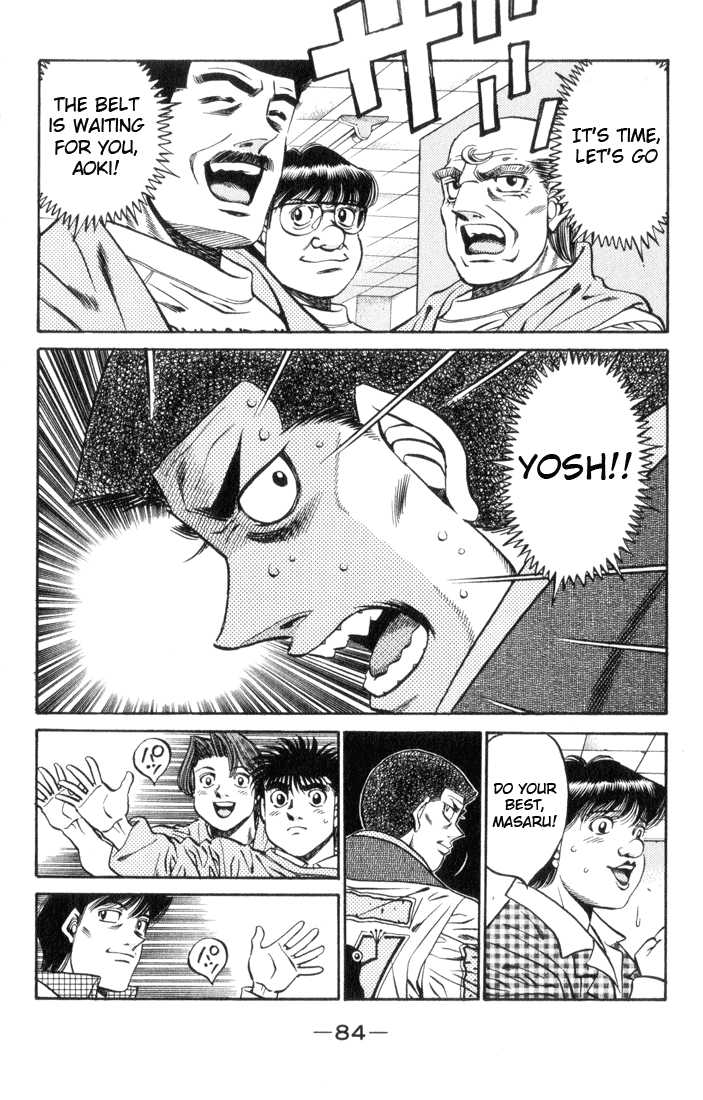 IT'S TIME,
LET'S GO
THE BELT
IS WAITING
FOR YOU,
AOKI!
YOSH!!
DO YOUR
BEST,
MASARU!
—84—